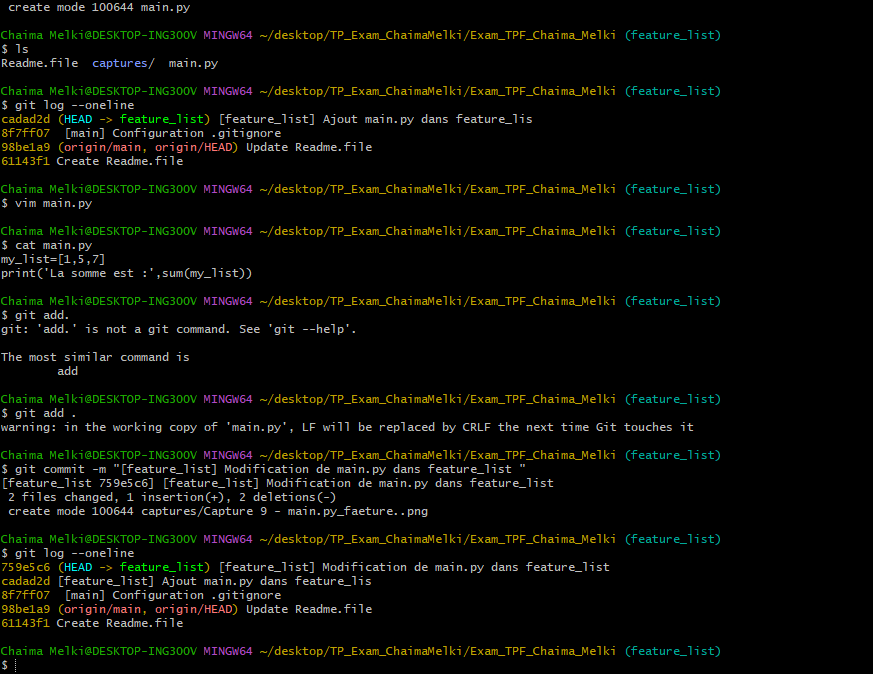 create mode 100644 main.py
Chaima Melki@DESKTOP-ING3OOV MINGW64 ~/desktop/TP_Exam_ChaimaMelki/Exam_TPF_Chaima_Melki (feature_list)
$ ls
Readme.file  captures/  main.py
Chaima Melki@DESKTOP-ING3OOV MINGW64 ~/desktop/TP_Exam_ChaimaMelki/Exam_TPF_Chaima_Melki (feature_list)
$ git log --oneline
cadad2d (HEAD -> feature_list) [feature_list] Ajout main.py dans feature_lis
8f7ff07  [main] Configuration .gitignore
98be1a9 (origin/main, origin/HEAD) Update Readme.file
61143f1 Create Readme.file
Chaima Melki@DESKTOP-ING3OOV MINGW64 ~/desktop/TP_Exam_ChaimaMelki/Exam_TPF_Chaima_Melki (feature_list)
$ vim main.py
Chaima Melki@DESKTOP-ING3OOV MINGW64 ~/desktop/TP_Exam_ChaimaMelki/Exam_TPF_Chaima_Melki (feature_list)
$ cat main.py
my_list=[1,5,7]
print('La somme est :',sum(my_list))
Chaima Melki@DESKTOP-ING3OOV MINGW64 ~/desktop/TP_Exam_ChaimaMelki/Exam_TPF_Chaima_Melki (feature_list)
$ git add.
git: 'add.' is not a git command. See 'git --help'.
The most similar command is
add
Chaima Melki@DESKTOP-ING3OOV MINGW64 ~/desktop/TP_Exam_ChaimaMelki/Exam_TPF_Chaima_Melki (feature_list)
$ git add .
warning: in the working copy of 'main.py', LF will be replaced by CRLF the next time Git touches it
Chaima Melki@DESKTOP-ING3OOV MINGW64 ~/desktop/TP_Exam_ChaimaMelki/Exam_TPF_Chaima_Melki (feature_list)
$ git commit -m "[feature_list] Modification de main.py dans feature_list "
[feature_list 759e5c6] [feature_list] Modification de main.py dans feature_list
2 files changed, 1 insertion(+), 2 deletions(-)
create mode 100644 captures/Capture 9 - main.py_faeture..png
Chaima Melki@DESKTOP-ING3OOV MINGW64 ~/desktop/TP_Exam_ChaimaMelki/Exam_TPF_Chaima_Melki (feature_list)
$ git log --oneline
759e5c6 (HEAD -> feature_list) [feature_list] Modification de main.py dans feature_list
cadad2d [feature_list] Ajout main.py dans feature_lis
8f7ff07  [main] Configuration .gitignore
98be1a9 (origin/main, origin/HEAD) Update Readme.file
61143f1 Create Readme.file
Chaima Melki@DESKTOP-ING3OOV MINGW64 ~/desktop/TP_Exam_ChaimaMelki/Exam_TPF_Chaima_Melki (feature_list)
$